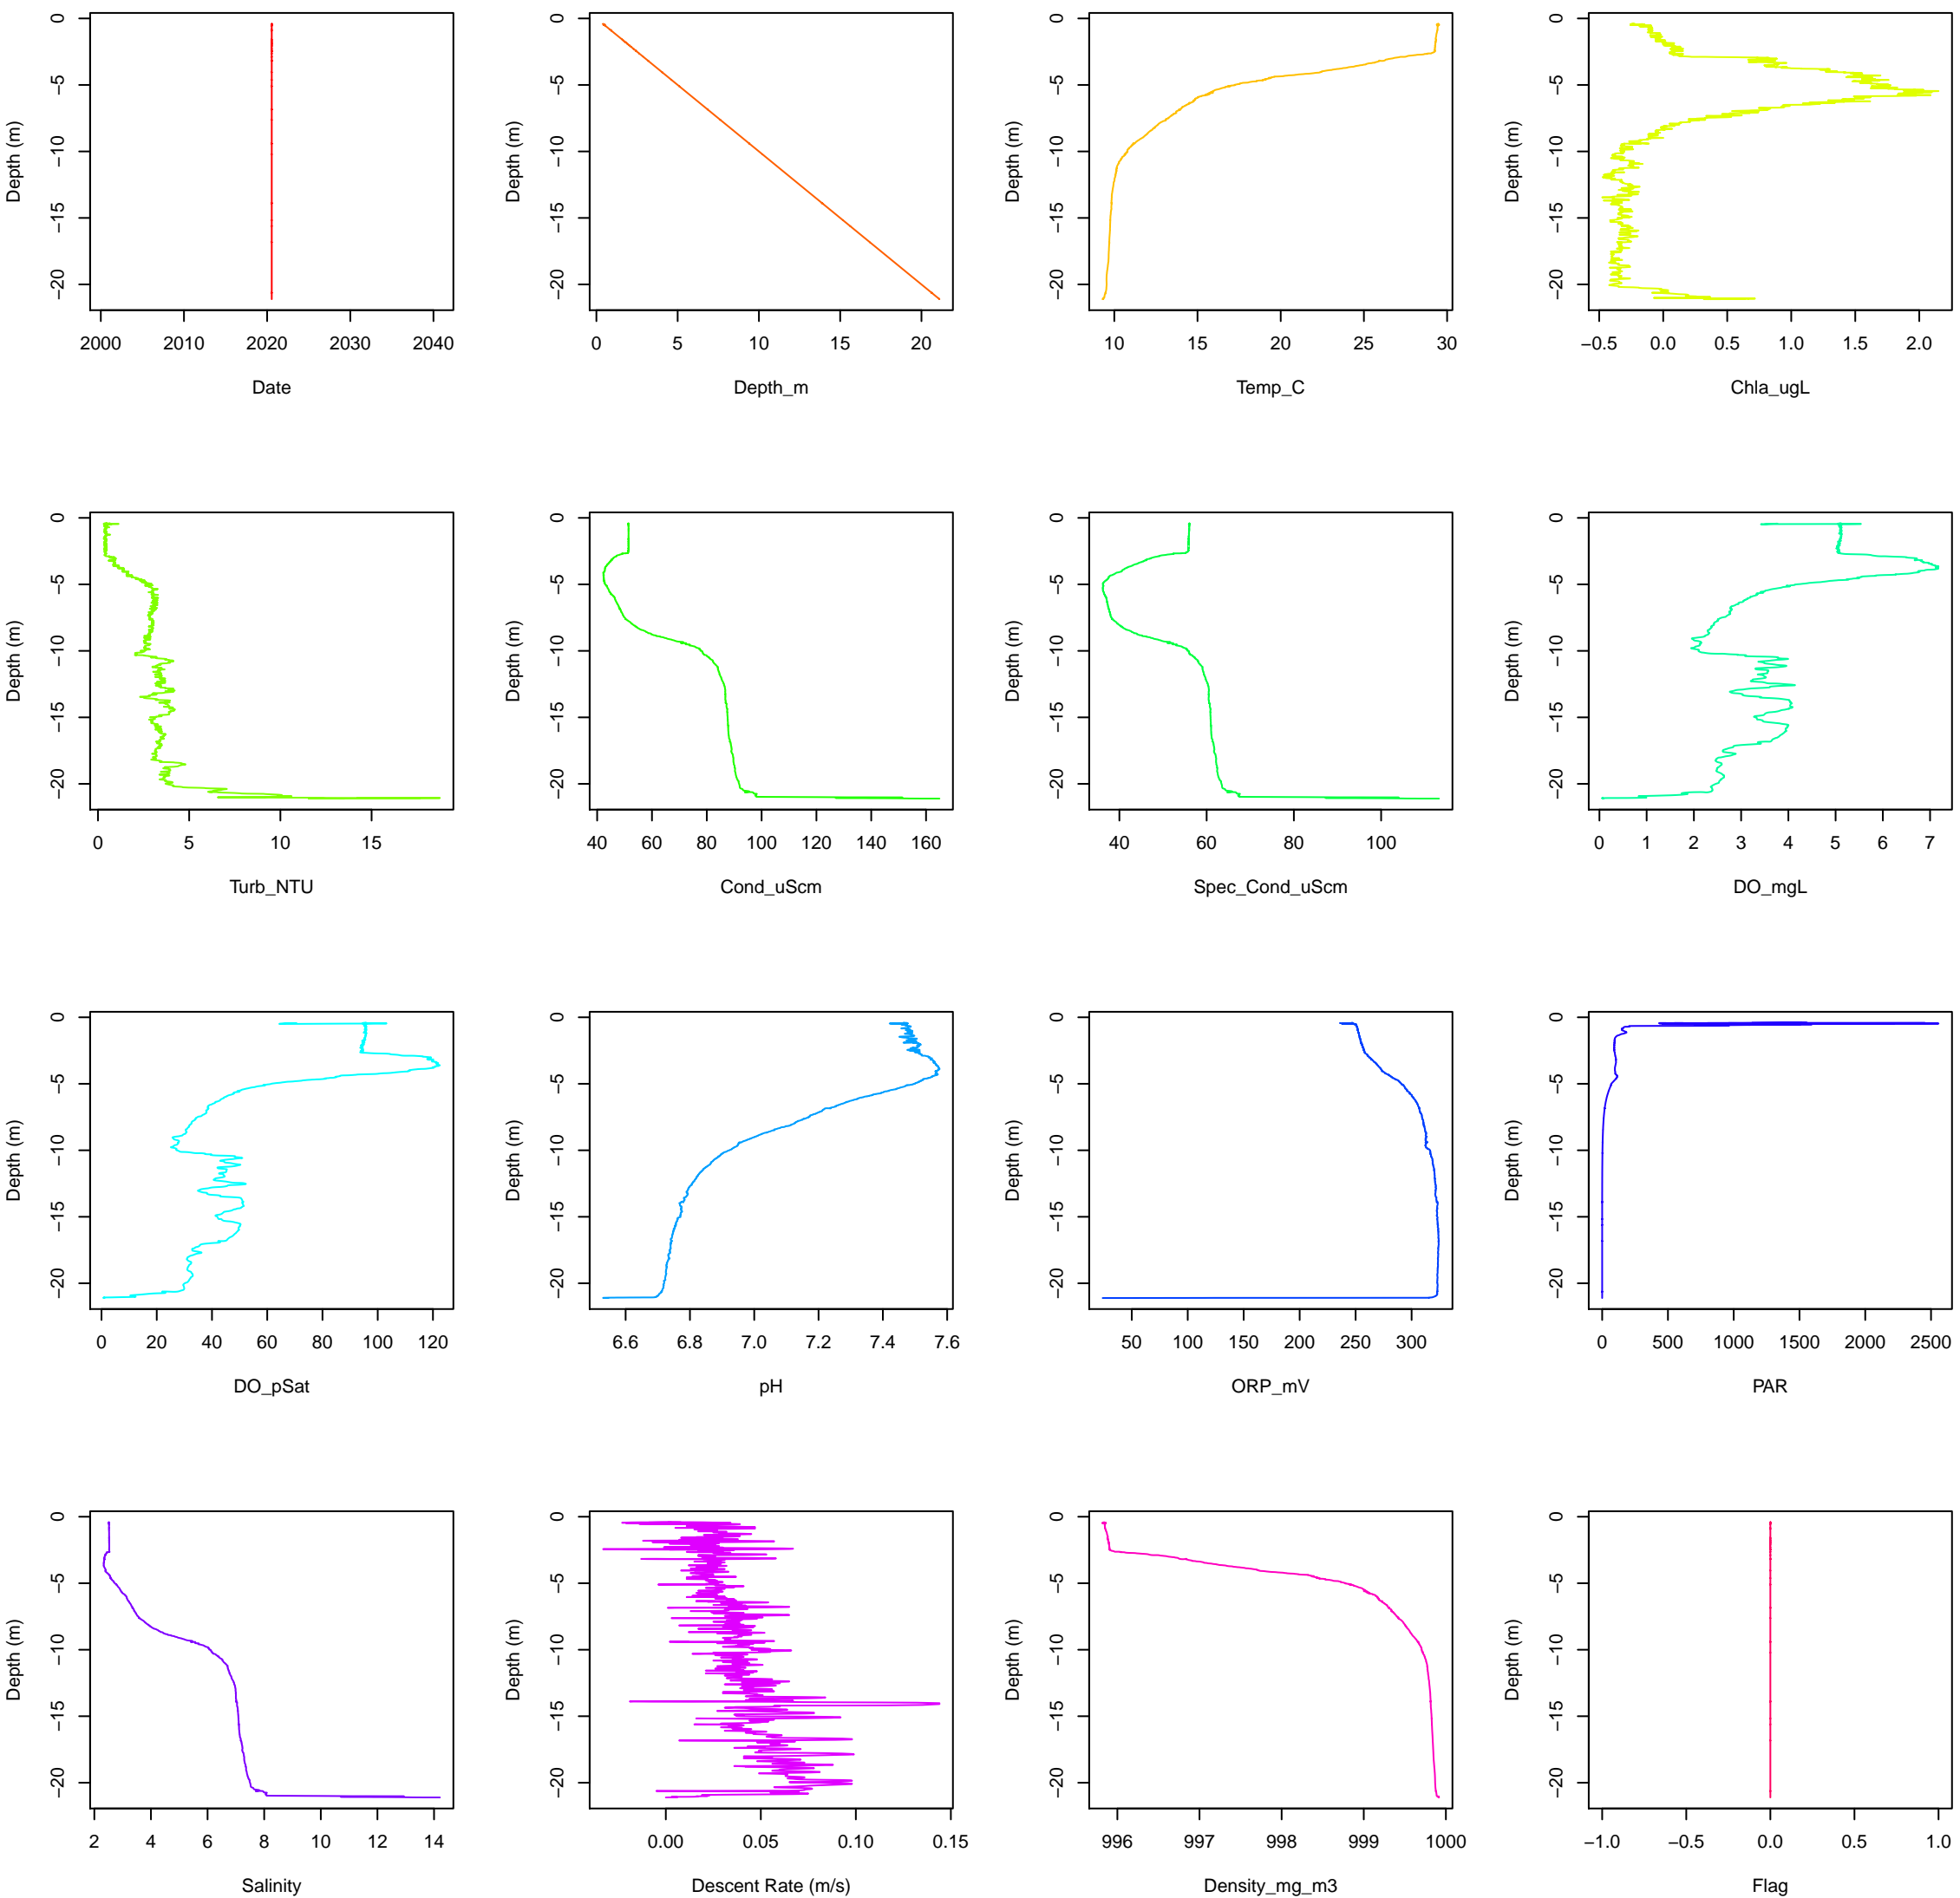 0 −5 −10 −15 −20 Depth (m) 2000 2010 2020 2030 2040 Date
0 −5 −10 −15 −20 Depth (m) 0 5 10 15 20 Depth_m
0 −5 −10 −15 −20 Depth (m) 10 15 20 25 30 Temp_C
0 −5 −10 −15 −20 Depth (m) −0.5 0.0 0.5 1.0 1.5 2.0 Chla_ugL
0 −5 −10 −15 −20 Depth (m) 0 5 10 15 Turb_NTU
0 −5 −10 −15 −20 Depth (m) 40 60 80 100 120 140 160 Cond_uScm
0 −5 −10 −15 −20 Depth (m) 40 60 80 100 Spec_Cond_uScm
0 −5 −10 −15 −20 Depth (m) 0 1 2 3 4 5 6 7 DO_mgL
0 −5 −10 −15 −20 Depth (m) 0 20 40 60 80 100 120 DO_pSat
0 −5 −10 −15 −20 Depth (m) 6.6 6.8 7.0 7.2 7.4 7.6 pH
0 −5 −10 −15 −20 Depth (m) 50 100 150 200 250 300 ORP_mV
0 −5 −10 −15 −20 Depth (m) 0 500 1000 1500 2000 2500 PAR
0 −5 −10 −15 −20 Depth (m) 2 4 6 8 10 12 14 Salinity
0 −5 −10 −15 −20 Depth (m) 0.00 0.05 0.10 0.15 Descent Rate (m/s)
0 −5 −10 −15 −20 Depth (m) 996 997 998 999 1000 Density_mg_m3
0 −5 −10 −15 −20 Depth (m) −1.0 −0.5 0.0 0.5 1.0 Flag